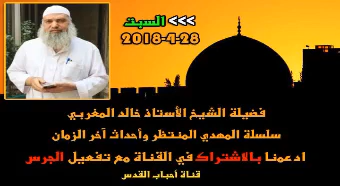 >>> السبت
2018-4-28
فضيلة الشيخ الأستاذ خالد المغربي
سلسلة المهدي المنتظر وأحداث آخر الزمان
ادعمنا بالاشتراك في القناة مع تفعيل الجرس
قناة أحباب القدس